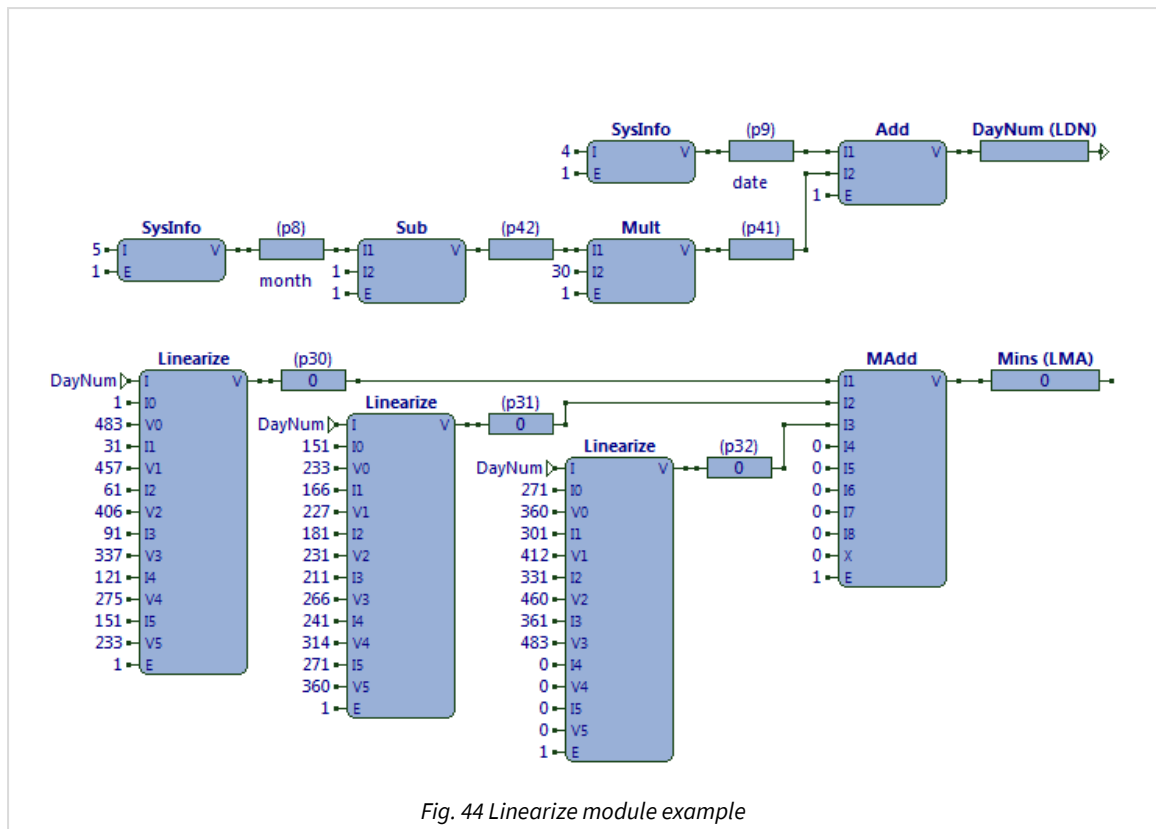 SysInfo (p9) Add DayNum (LDN)
4 I V I1 V
1 E date I2
1 E
SysInfo (p8) Sub (p42) Mult (p41)
5 I V I1 V I1 V
1 E month 1 I2 30 I2
1 E 1 E
Linearize (p30) MAdd Mins (LMA)
DayNum I V 0 I1 V 0
1 I0 Linearize (p31) I2
483 V0 DayNum I V 0 I3
31 I1 151 I0 Linearize (p32) 0 I4
457 V1 233 V0 DayNum I V 0 0 I5
61 I2 166 I1 271 I0 0 I6
406 V2 227 V1 360 V0 0 I7
91 I3 181 I2 301 I1 0 I8
337 V3 231 V2 412 V1 0 X
121 I4 211 I3 331 I2 1 E
275 V4 266 V3 460 V2
151 I5 241 I4 361 I3
233 V5 314 V4 483 V3
1 E 271 I5 0 I4
360 V5 0 V4
1 E 0 I5
0 V5
1 E
Fig. 44 Linearize module example